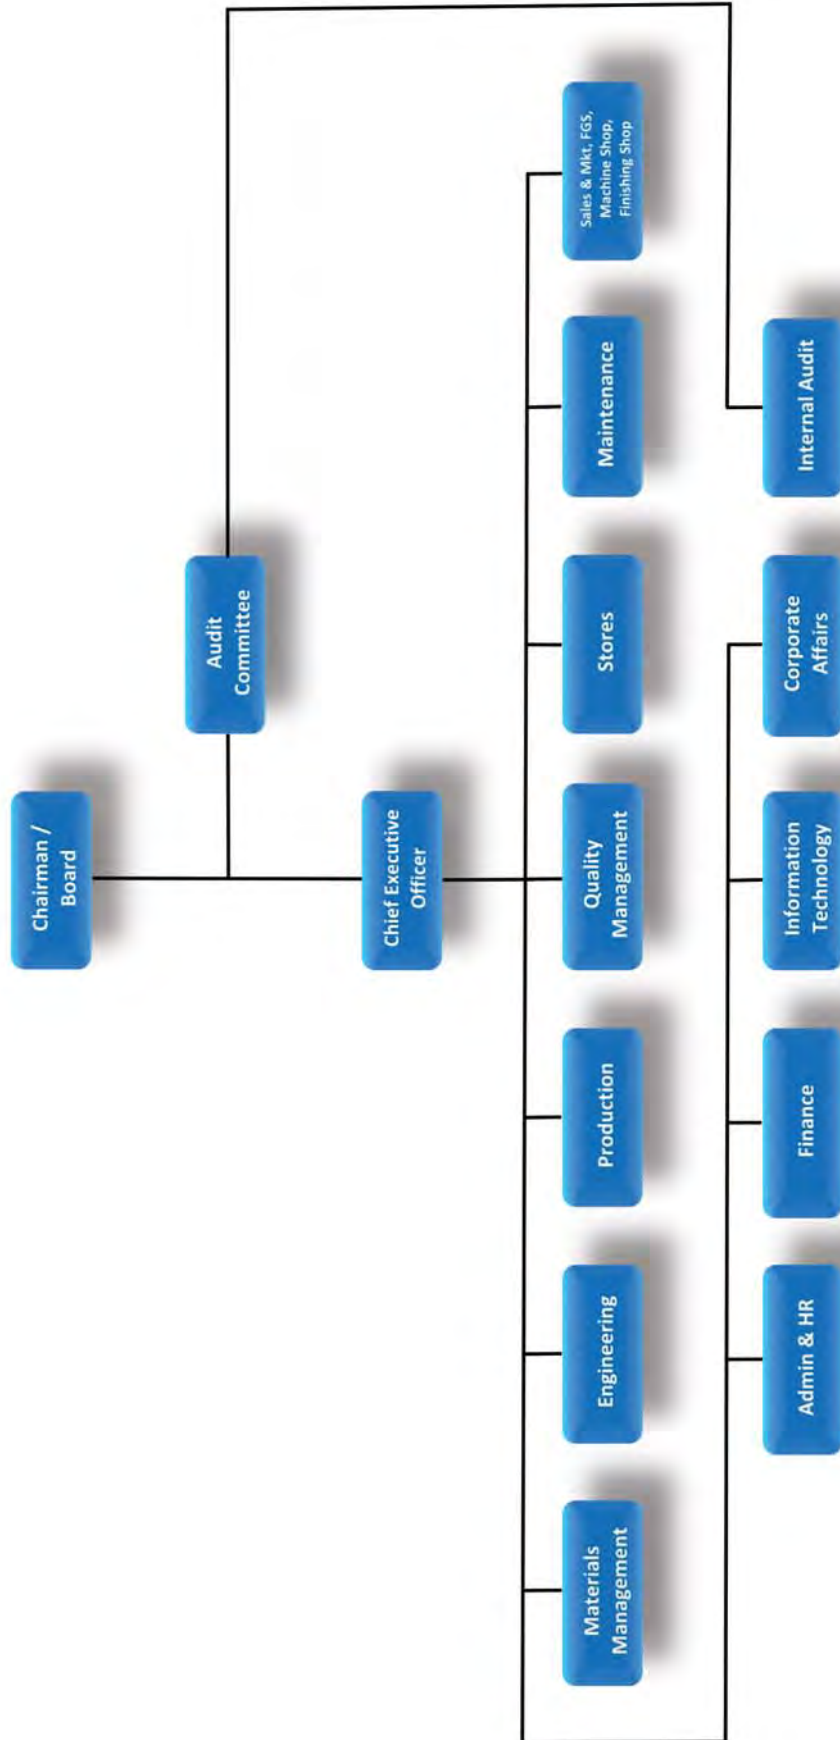 Chairman /
Board
Audit
Committee
Chief Executive
Officer
Materials
Management
Engineering
Production
Quality
Management
Stores
Maintenance
Sales & Mkt, FGS,
Machine Shop,
Finishing Shop
Admin & HR
Finance
Information
Technology
Corporate
Affairs
Internal Audit